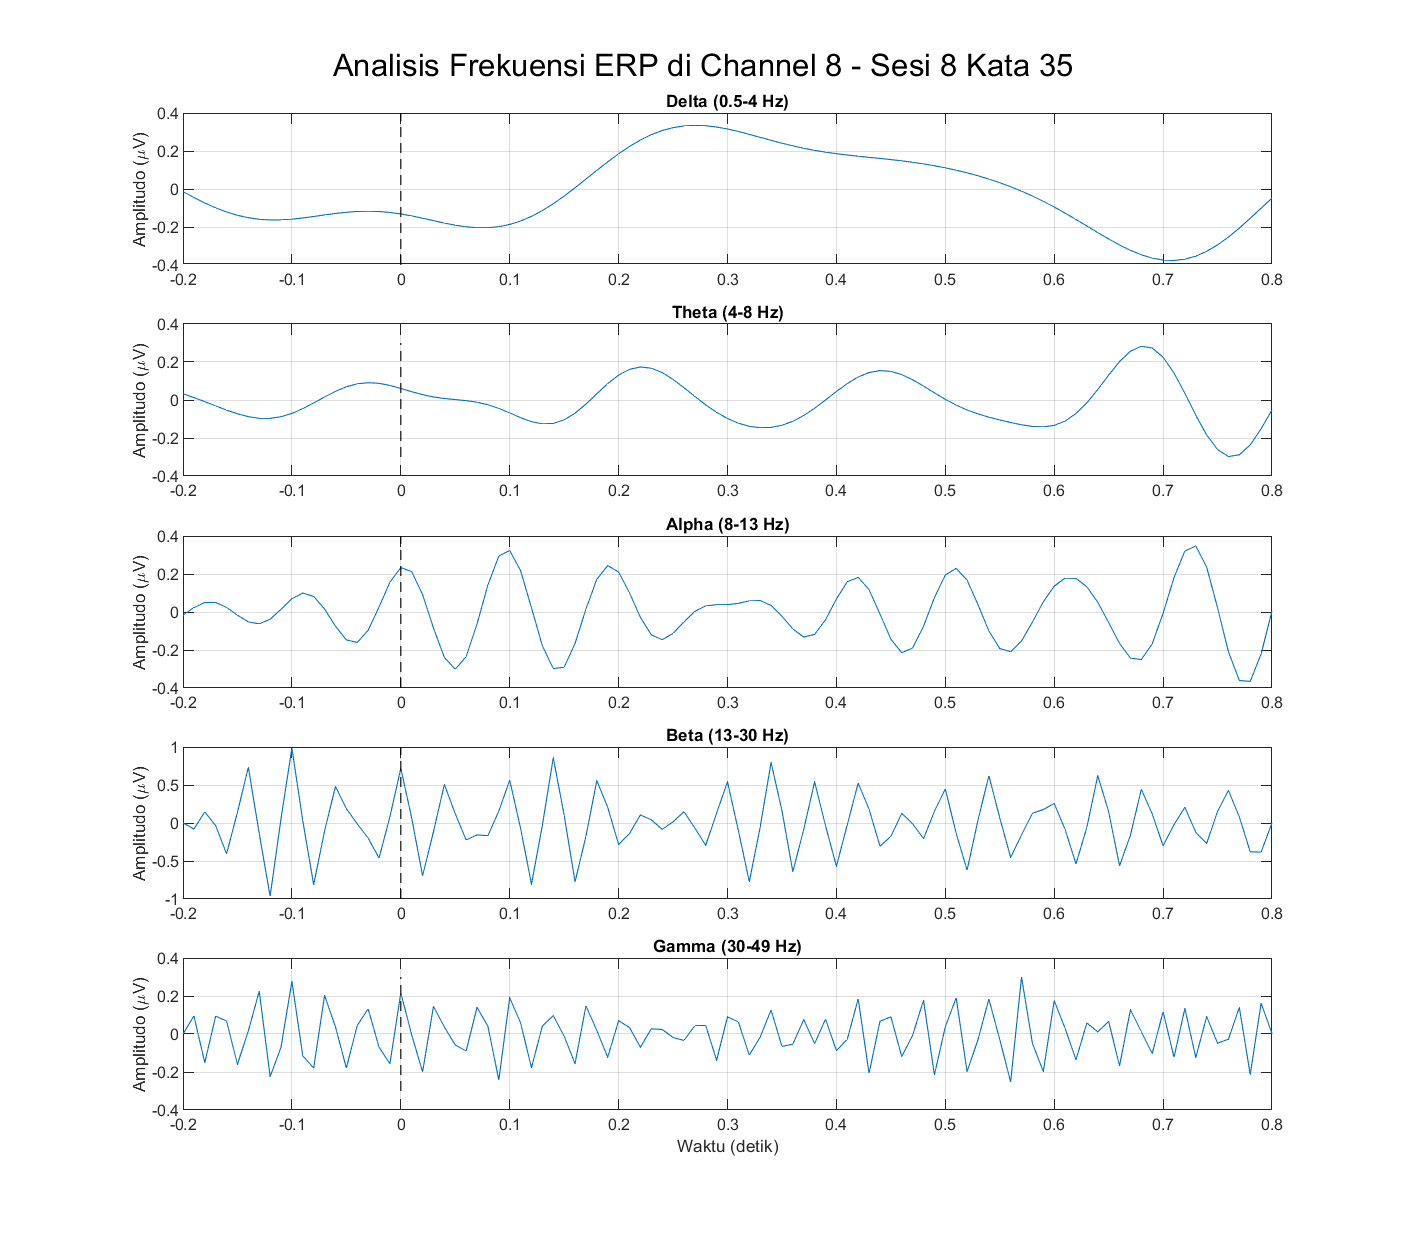 Analisis Frekuensi ERP di Channel 8 - Sesi 8 Kata 35
Delta (0.5-4 Hz)
Amplitudo (μV)
0.4
0.2
0
-0.2
-0.4
-0.2 -0.1 0 0.1 0.2 0.3 0.4 0.5 0.6 0.7 0.8
Theta (4-8 Hz)
Amplitudo (μV)
0.4
0.2
0
-0.2
-0.4
-0.2 -0.1 0 0.1 0.2 0.3 0.4 0.5 0.6 0.7 0.8
Alpha (8-13 Hz)
Amplitudo (μV)
0.4
0.2
0
-0.2
-0.4
-0.2 -0.1 0 0.1 0.2 0.3 0.4 0.5 0.6 0.7 0.8
Beta (13-30 Hz)
Amplitudo (μV)
1
0.5
0
-0.5
-1
-0.2 -0.1 0 0.1 0.2 0.3 0.4 0.5 0.6 0.7 0.8
Gamma (30-49 Hz)
Amplitudo (μV)
0.4
0.2
0
-0.2
-0.4
-0.2 -0.1 0 0.1 0.2 0.3 0.4 0.5 0.6 0.7 0.8
Waktu (detik)